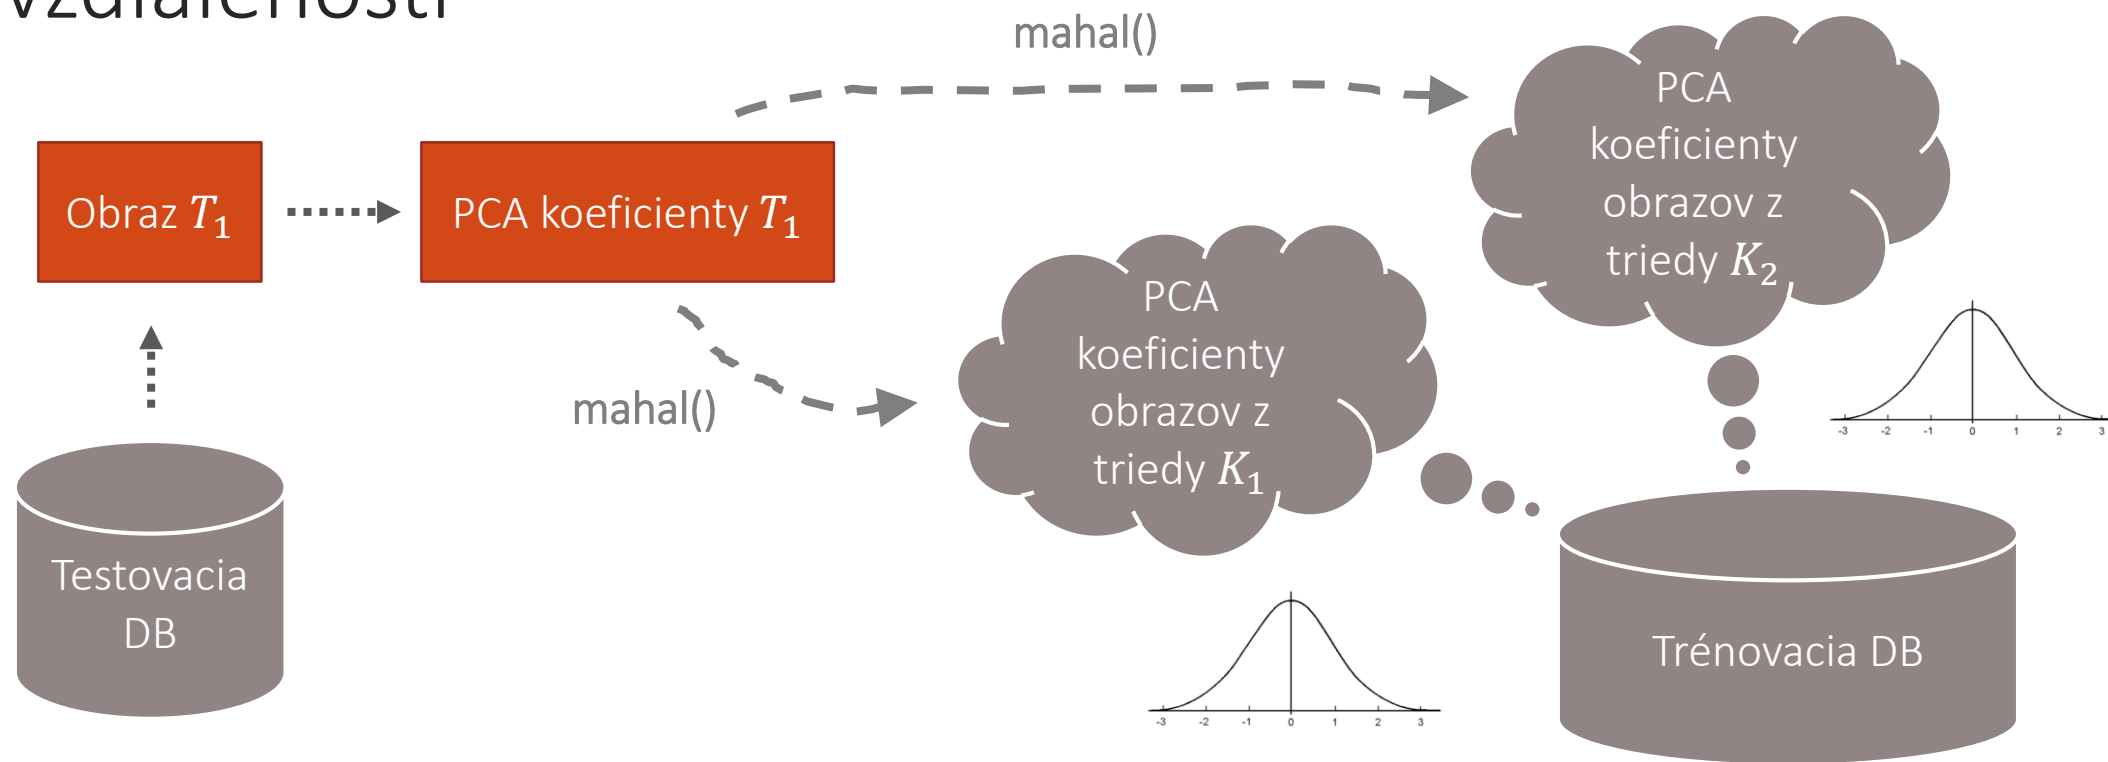 vzdialenosti
mahal()
Obraz T₁
PCA koeficienty T₁
PCA
koeficienty
obrazov z
triedy K₂
PCA
koeficienty
obrazov z
triedy K₁
mahal()
-3 -2 -1 0 1 2 3
Testovacia
DB
Trénovacia DB
-3 -2 -1 0 1 2 3